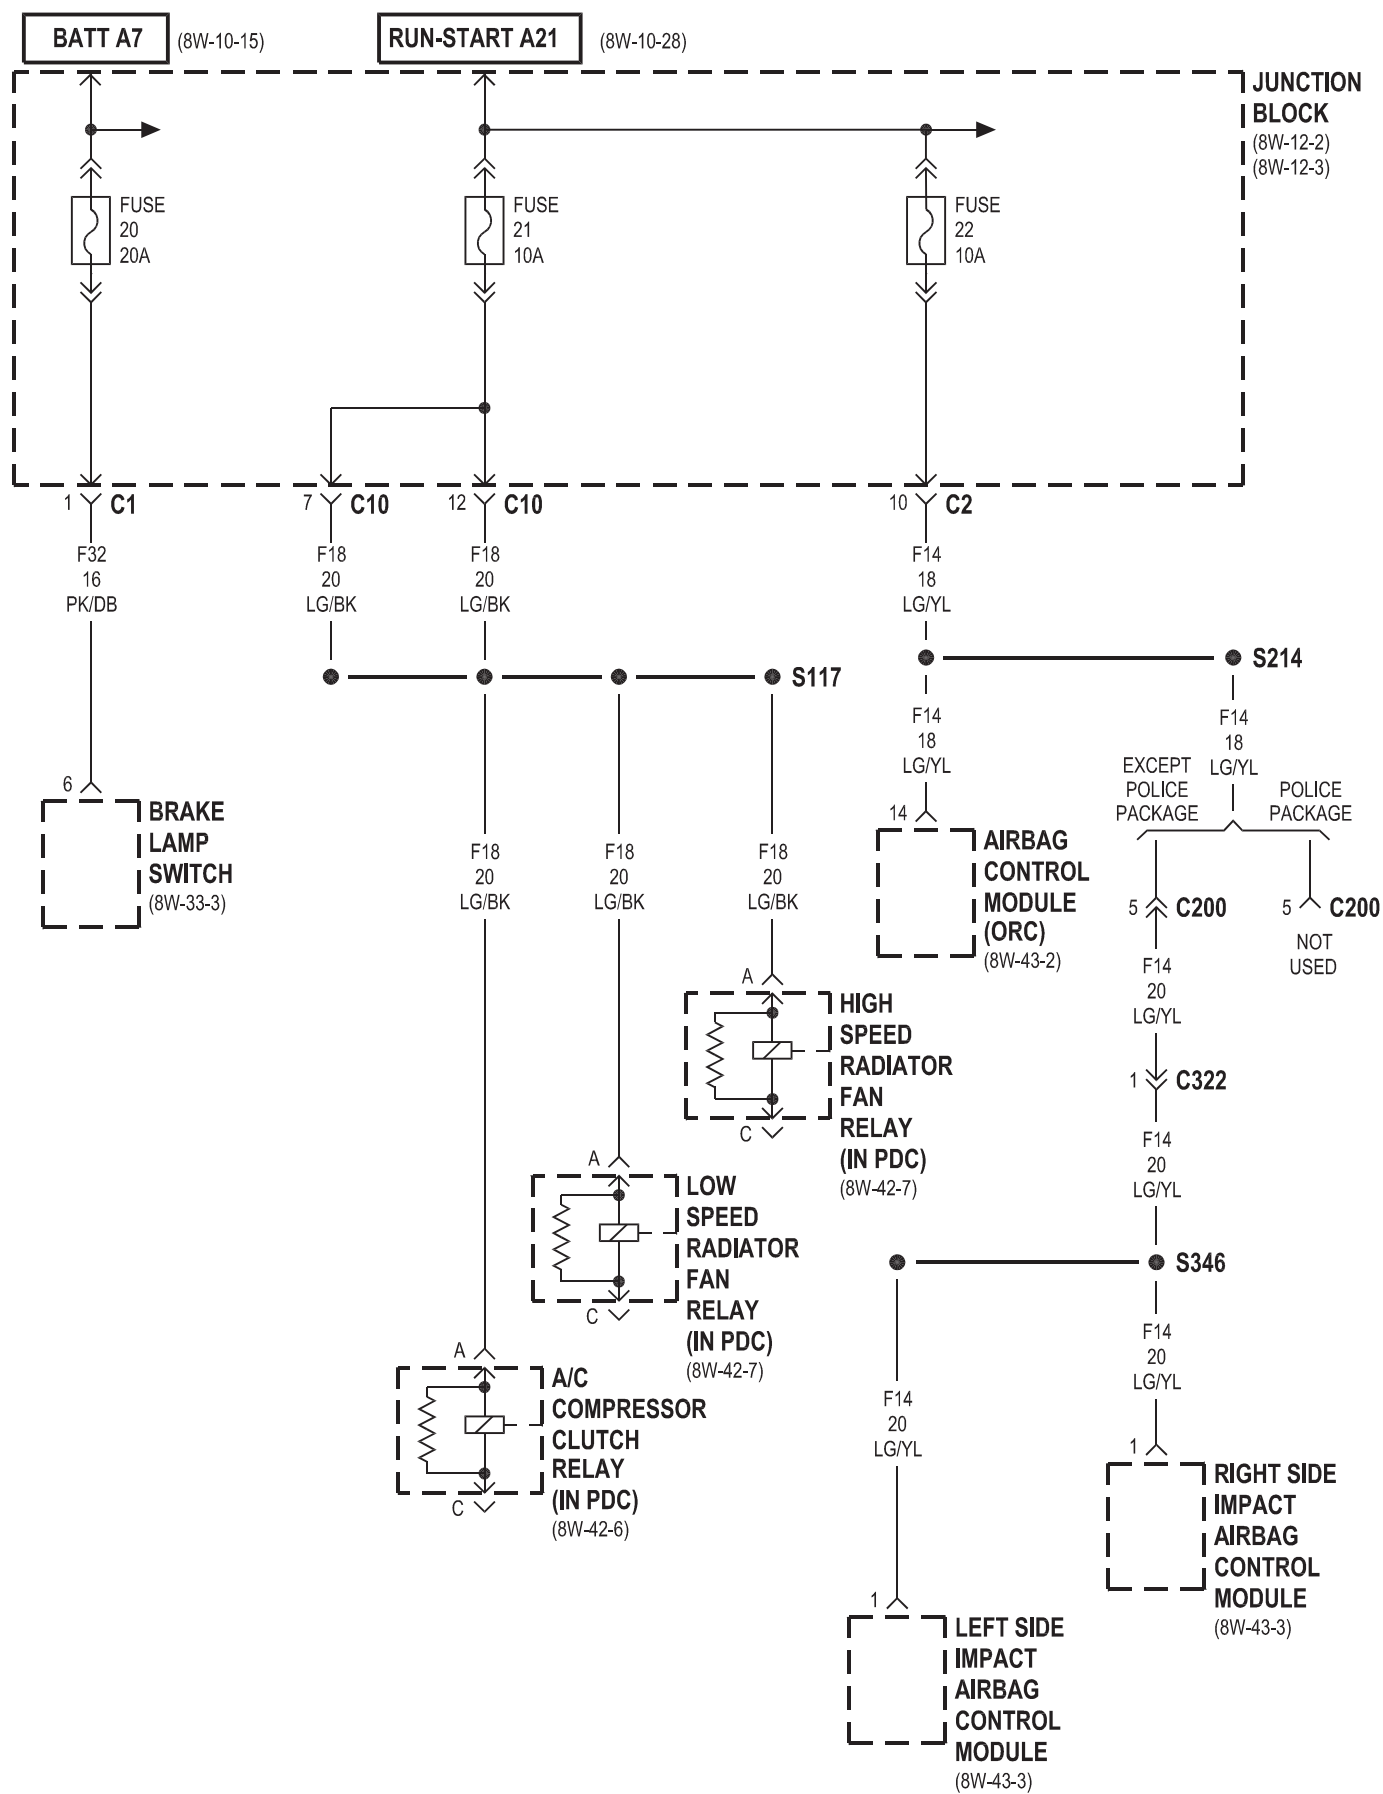 BATT A7 (8W-10-15)
RUN-START A21 (8W-10-28)
JUNCTION
BLOCK
(8W-12-2)
(8W-12-3)
FUSE
20
20A
FUSE
21
10A
FUSE
22
10A
1 C1
7 C10
12 C10
10 C2
F32
16
PK/DB
F18
20
LG/BK
F18
20
LG/BK
F14
18
LG/YL
S117
S214
F14
18
LG/YL
F14
18
LG/YL
EXCEPT
POLICE
PACKAGE
POLICE
PACKAGE
6
BRAKE
LAMP
SWITCH
(8W-33-3)
14
AIRBAG
CONTROL
MODULE
(ORC)
(8W-43-2)
F18
20
LG/BK
F18
20
LG/BK
F18
20
LG/BK
5 C200
5 C200
NOT
USED
F14
20
LG/YL
A
HIGH
SPEED
RADIATOR
FAN
RELAY
(IN PDC)
(8W-42-7)
C
1 C322
F14
20
LG/YL
A
LOW
SPEED
RADIATOR
FAN
RELAY
(IN PDC)
(8W-42-7)
C
S346
F14
20
LG/YL
A
A/C
COMPRESSOR
CLUTCH
RELAY
(IN PDC)
(8W-42-6)
C
F14
20
LG/YL
1
RIGHT SIDE
IMPACT
AIRBAG
CONTROL
MODULE
(8W-43-3)
1
LEFT SIDE
IMPACT
AIRBAG
CONTROL
MODULE
(8W-43-3)